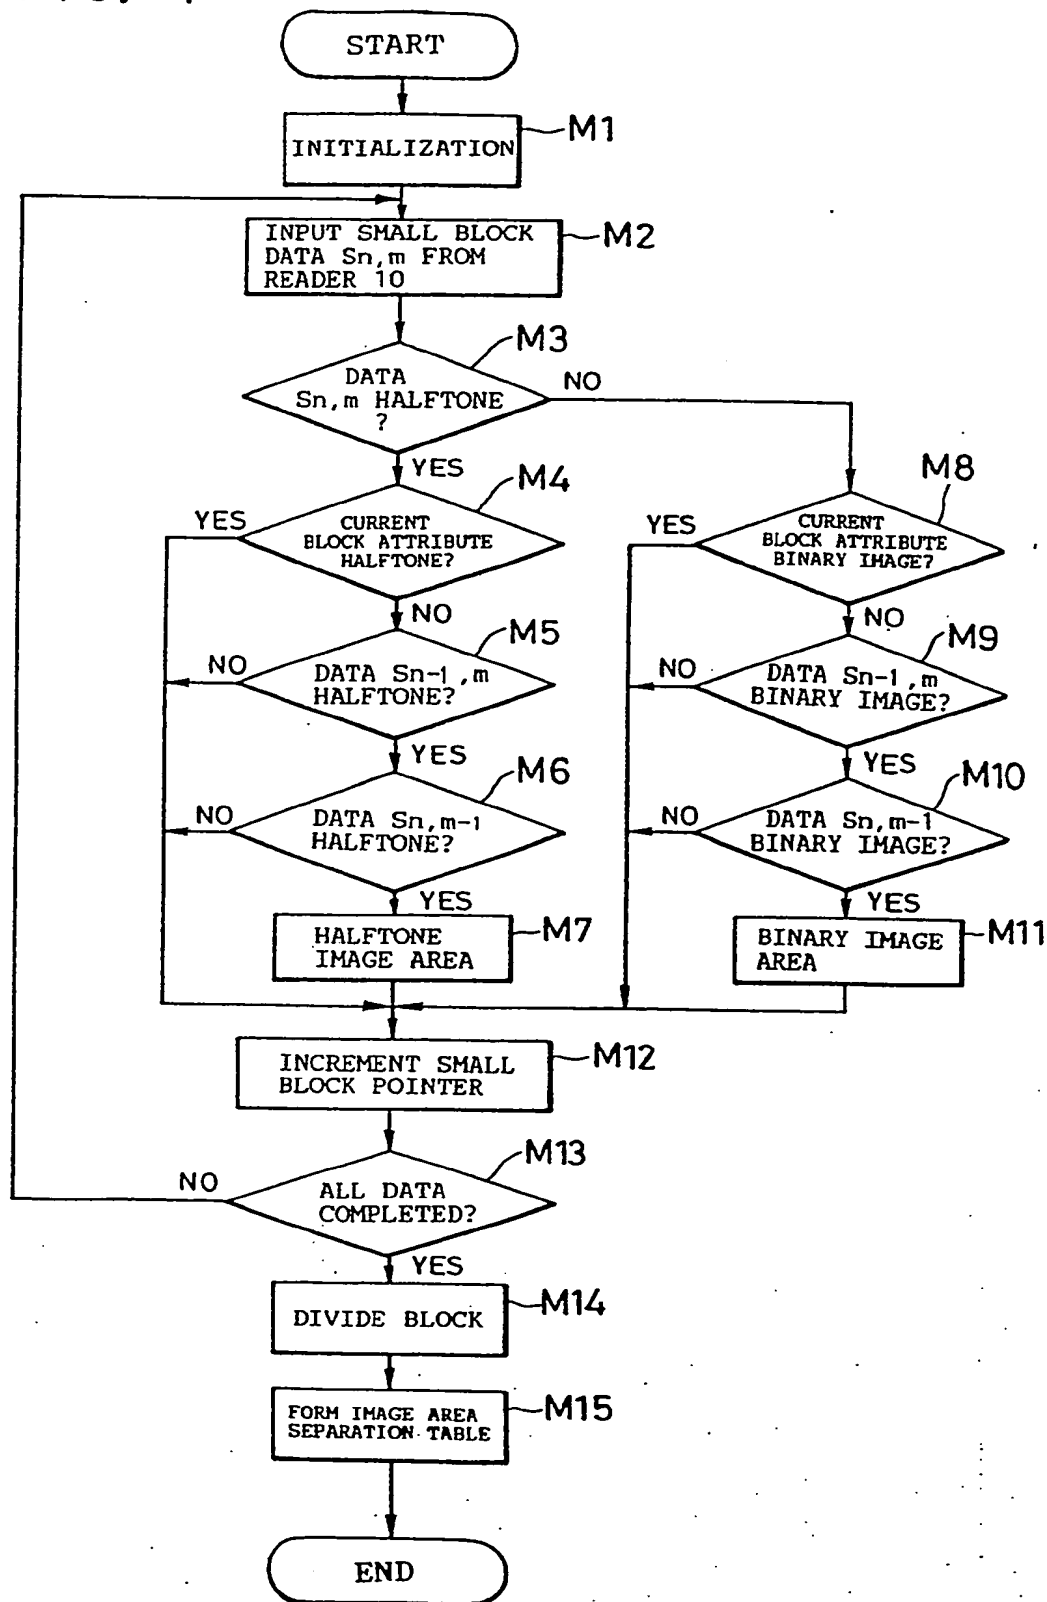 START
INITIALIZATION
M1
INPUT SMALL BLOCK
DATA Sn,m FROM
READER 10
M2
M3
DATA
Sn,m HALFTONE
?
NO
YES
M4
YES
CURRENT
BLOCK ATTRIBUTE
HALFTONE?
NO
M8
YES
CURRENT
BLOCK ATTRIBUTE
BINARY IMAGE?
NO
M5
NO
DATA Sn-1,m
HALFTONE?
YES
M9
NO
DATA Sn-1,m
BINARY IMAGE?
YES
M6
NO
DATA Sn,m-1
HALFTONE?
YES
M10
NO
DATA Sn,m-1
BINARY IMAGE?
YES
HALFTONE
IMAGE AREA
M7
BINARY IMAGE
AREA
M11
INCREMENT SMALL
BLOCK POINTER
M12
M13
NO
ALL DATA
COMPLETED?
YES
DIVIDE BLOCK
M14
FORM IMAGE AREA
SEPARATION TABLE
M15
END